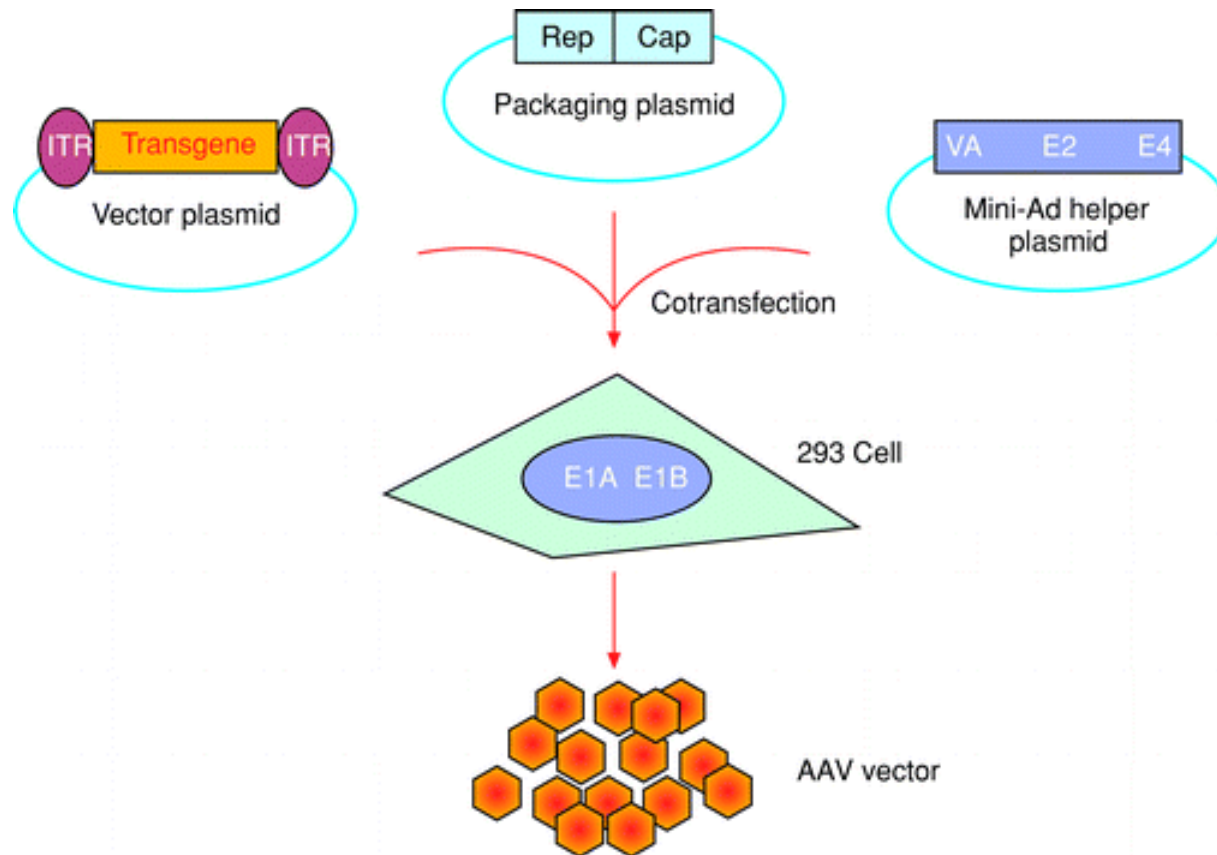 Rep Cap
Packaging plasmid
ITR Transgene ITR
Vector plasmid
VA E2 E4
Mini-Ad helper
plasmid
Cotransfection
293 Cell
E1A E1B
AAV vector